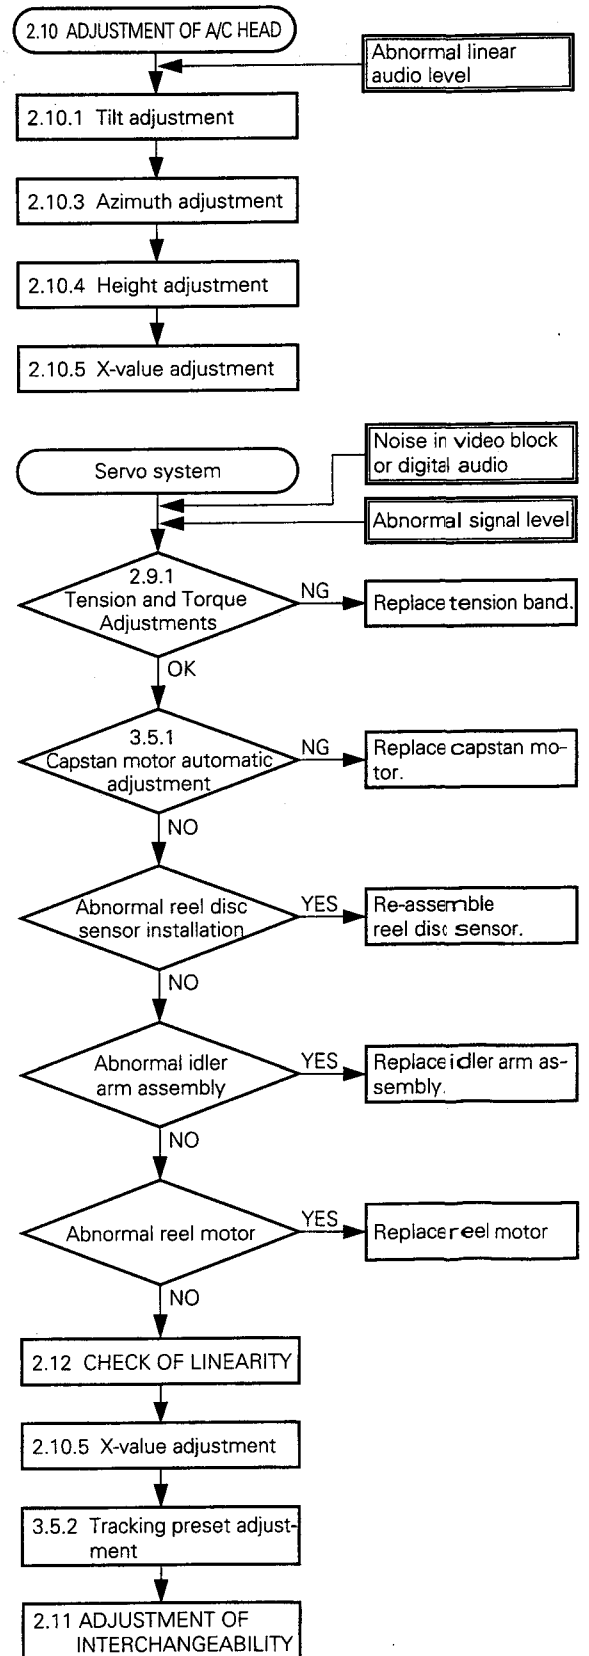 2.10 ADJUSTMENT OF A/C HEAD
Abnormal linear
audio level
2.10.1 Tilt adjustment
2.10.3 Azimuth adjustment
2.10.4 Height adjustment
2.10.5 X-value adjustment
Noise in video block
or digital audio
Servo system
Abnormal signal level
2.9.1
Tension and Torque
Adjustments
NG
Replace tension band.
OK
3.5.1
Capstan motor automatic
adjustment
NG
Replace capstan mo-
tor.
NO
Abnormal reel disc
sensor installation
YES
Re-assemble
reel disc sensor.
NO
Abnormal idler
arm assembly
YES
Replace idler arm as-
sembly.
NO
Abnormal reel motor
YES
Replace reel motor
NO
2.12 CHECK OF LINEARITY
2.10.5 X-value adjustment
3.5.2 Tracking preset adjust-
ment
2.11 ADJUSTMENT OF
INTERCHANGEABILITY